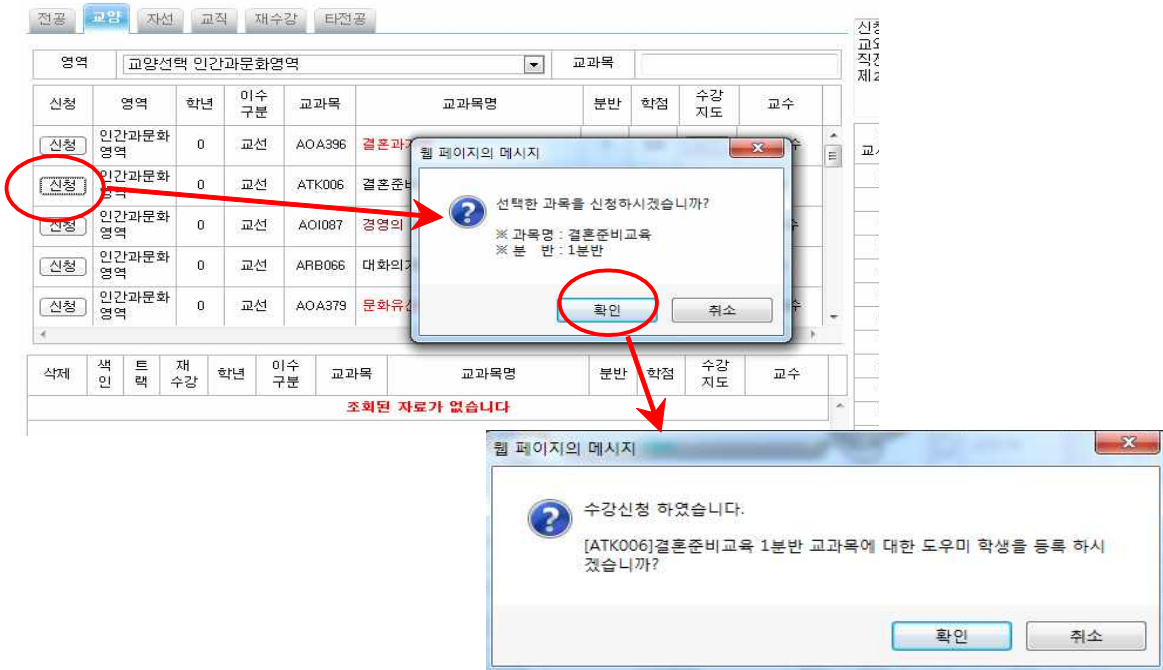 전공 교양 자선 교직 재수강 타전공
영역 교양선택 인간과문화영역 교과목
신청 영역 학년 이수구분 교과목 교과목명 분반 학점 수강지도 교수
신청 인간과문화영역 0 교선 AOA396 결혼과
신청 인간과문화영역 0 교선 ATK006 결혼준비
신청 인간과문화영역 0 교선 AOI087 경영의
신청 인간과문화영역 0 교선 ARB066 대화의
신청 인간과문화영역 0 교선 AOA379 문화유산
웹 페이지의 메시지
선택한 과목을 신청하시겠습니까?
※ 과목명 : 결혼준비교육
※ 분 반 : 1분반
확인 취소
삭제 색인 트랙 재수강 학년 이수구분 교과목 교과목명 분반 학점 수강지도 교수
조회된 자료가 없습니다
웹 페이지의 메시지
수강신청 하였습니다.
[ATK006]결혼준비교육 1분반 교과목에 대한 도우미 학생을 등록 하시
겠습니까?
확인 취소